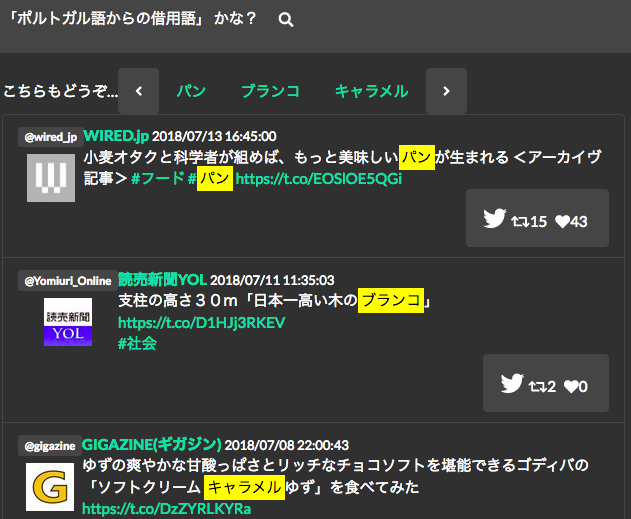 「ポルトガル語からの借用語」 かな？
こちらもどうぞ... パン ブランコ キャラメル
@wired_jp WIRED.jp 2018/07/13 16:45:00
小麦オタクと科学者が組めば、もっと美味しいパンが生まれる ＜アーカイヴ
記事＞ #フード #パン https://t.co/EOSlOE5QGi
15 43
@Yomiuri_Online 読売新聞YOL 2018/07/11 11:35:03
支柱の高さ３０ｍ「日本一高い木のブランコ」
読売新聞
YOL
https://t.co/D1HJj3RKEV
#社会
2 0
@gigazine GIGAZINE(ギガジン) 2018/07/08 22:00:43
ゆずの爽やかな甘酸っぱさとリッチなチョコソフトを堪能できるゴディバの
G
「ソフトクリーム キャラメルゆず」を食べてみた
https://t.co/DzZYRLKYRa